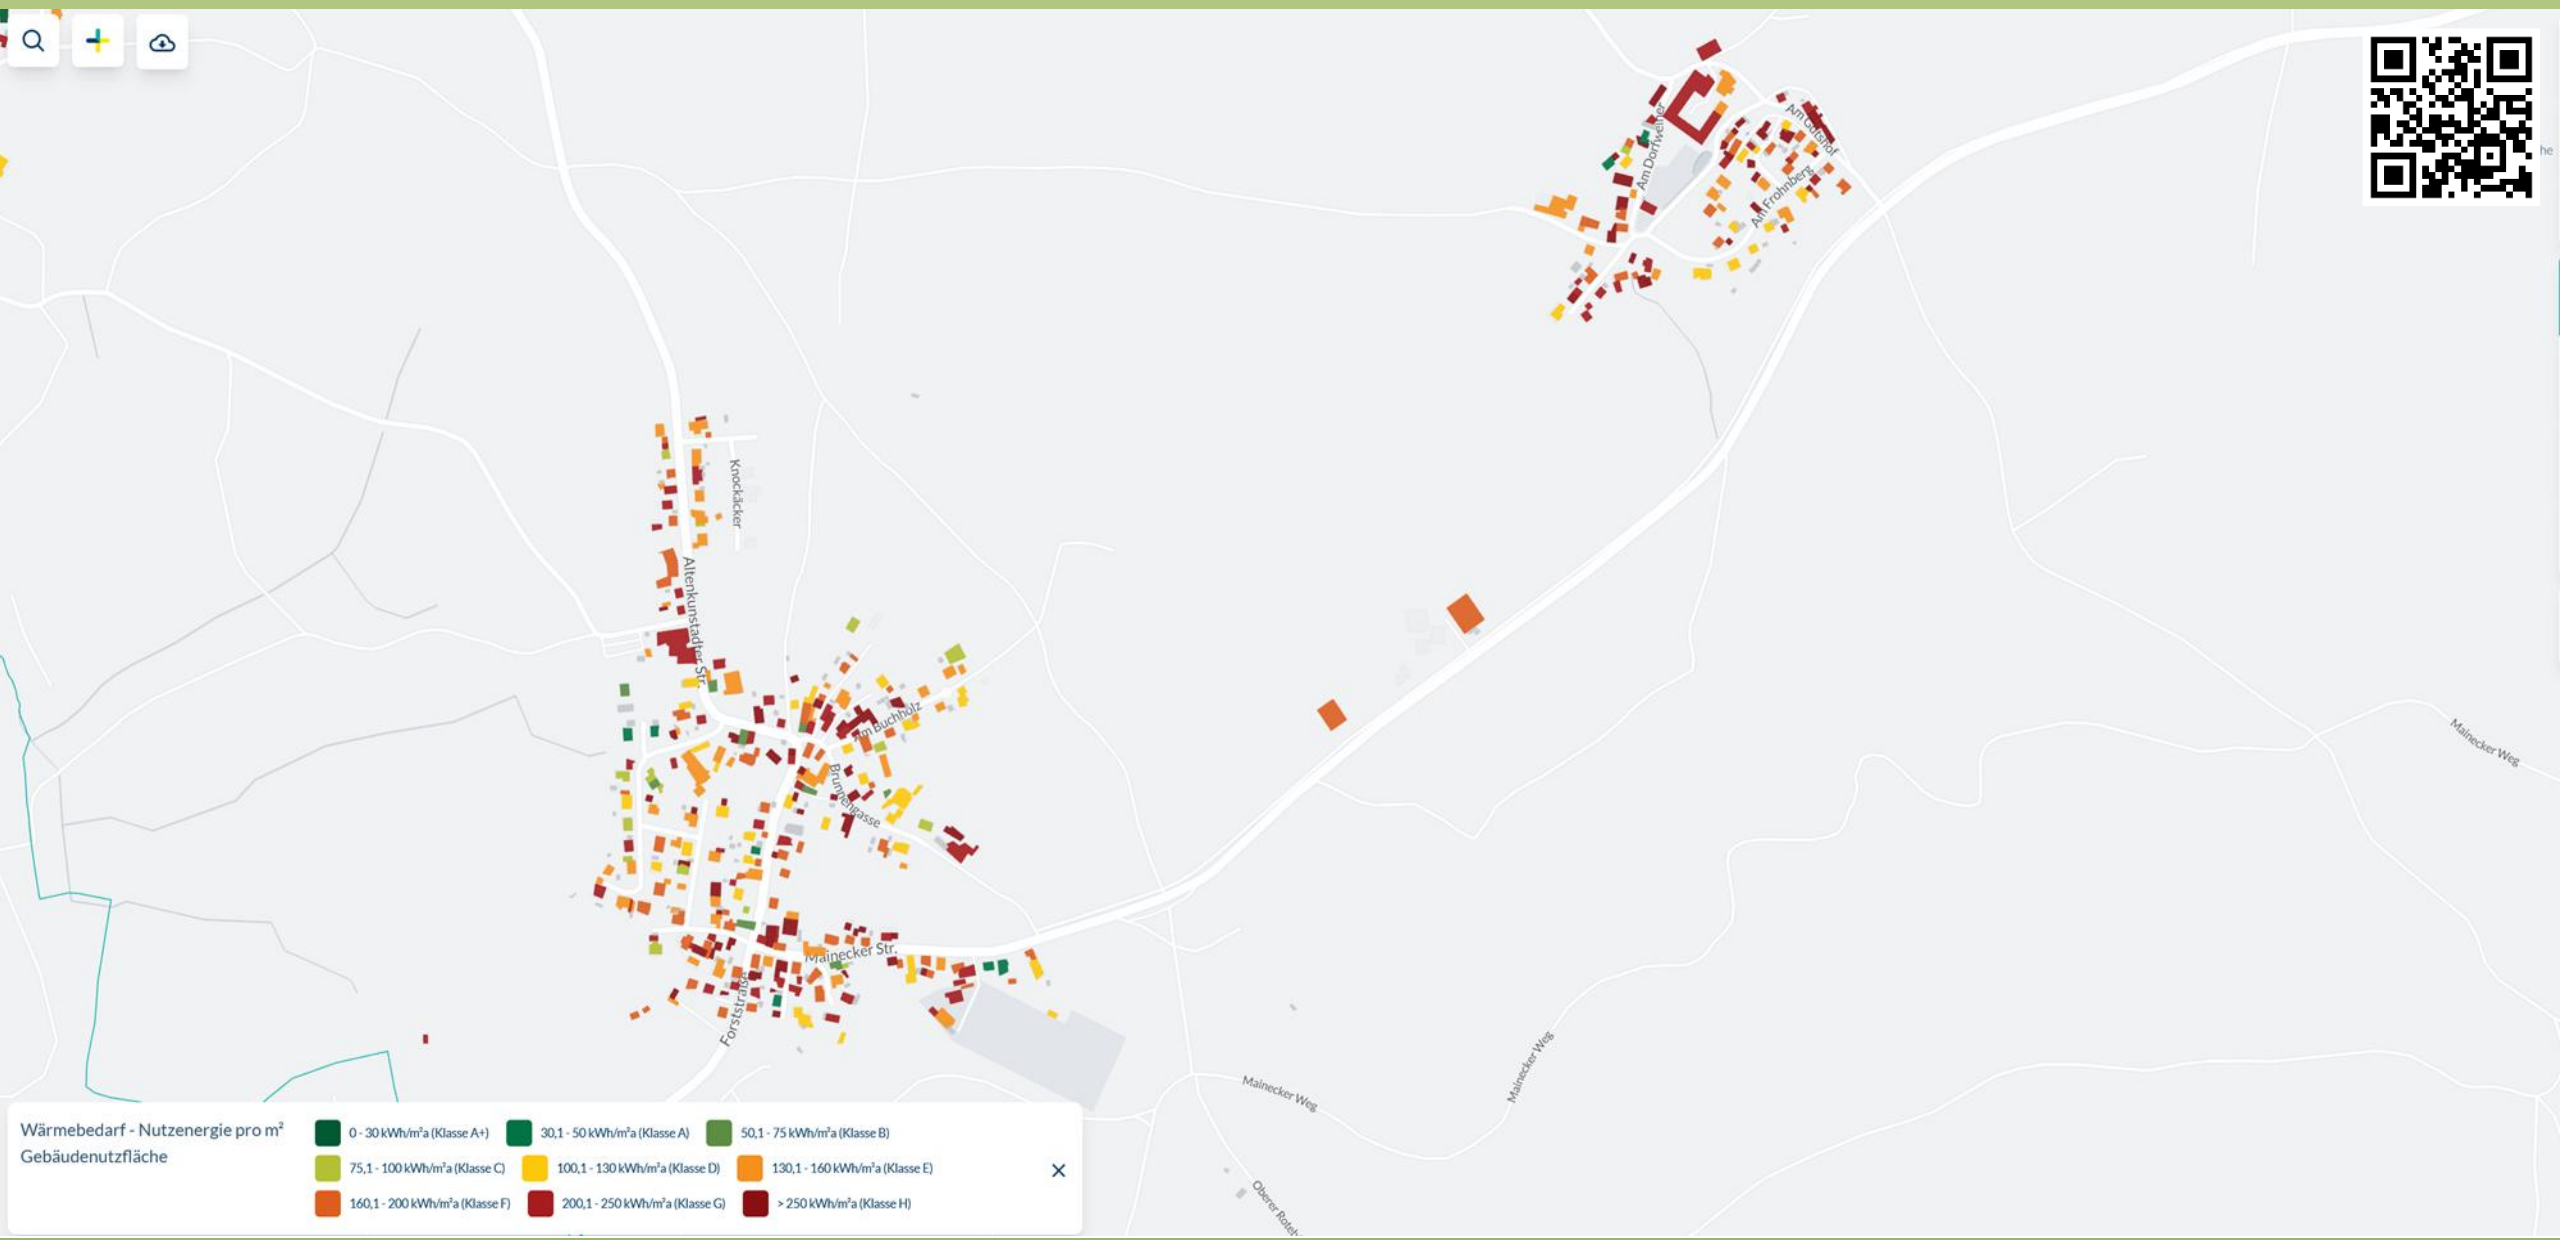 he
Am Gutshof
Am Dorfweiher
Am Frohnberg
Knockäcker
Altenkunstadter Str.
Am Buchholz
Brunnengasse
Mainecker Weg
Mainecker Str.
Forststraße
Mainecker Weg
Mainecker Weg
Wärmebedarf - Nutzenergie pro m²
Gebäudenutzfläche
0 - 30 kWh/m²a (Klasse A+) 30,1 - 50 kWh/m²a (Klasse A) 50,1 - 75 kWh/m²a (Klasse B)
75,1 - 100 kWh/m²a (Klasse C) 100,1 - 130 kWh/m²a (Klasse D) 130,1 - 160 kWh/m²a (Klasse E)
160,1 - 200 kWh/m²a (Klasse F) 200,1 - 250 kWh/m²a (Klasse G) > 250 kWh/m²a (Klasse H)
Oberer